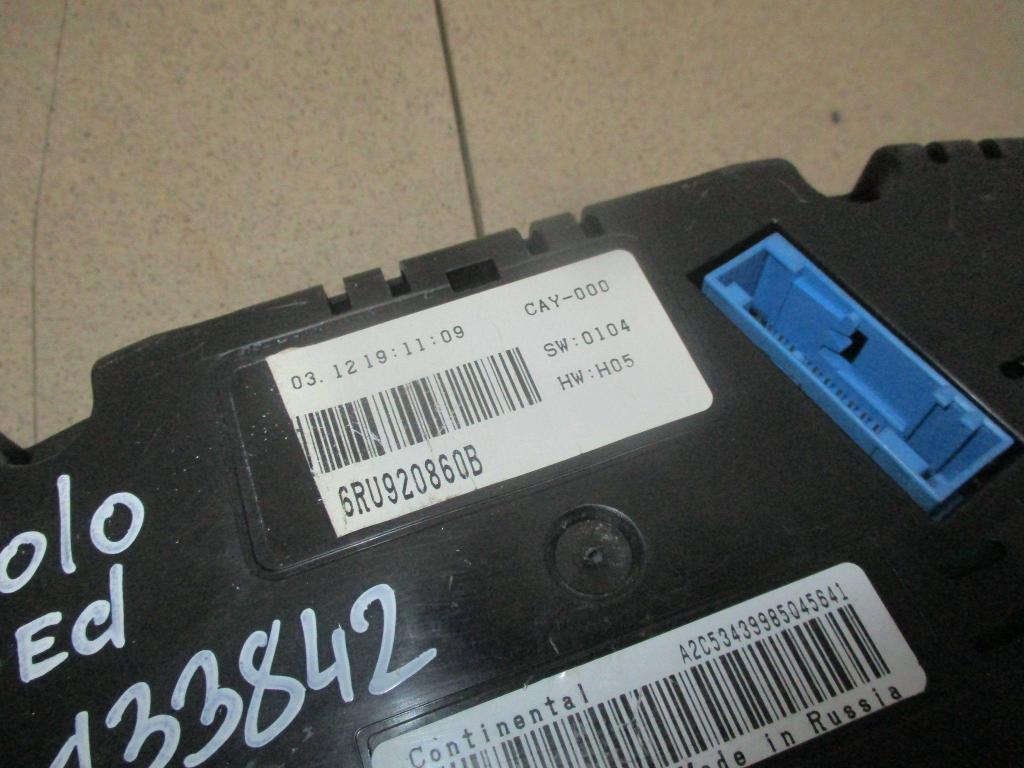 03.12 19:11:09
CAY-000
SW:0104
HW:H05
6RU920860B
olo
Ed
133842
A2C53439985045641
Continental
Made in Russia